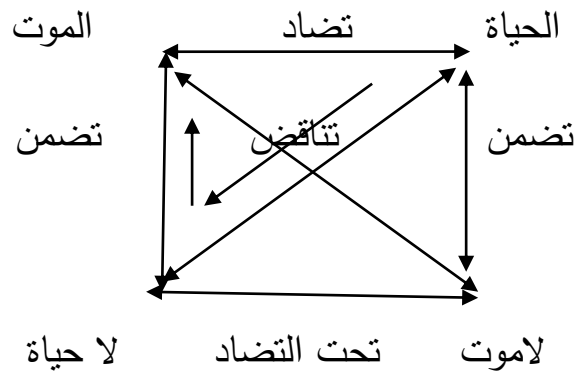 الحياة تضاد الموت
تضمن تناقض تضمن
لاموت تحت التضاد لا حياة